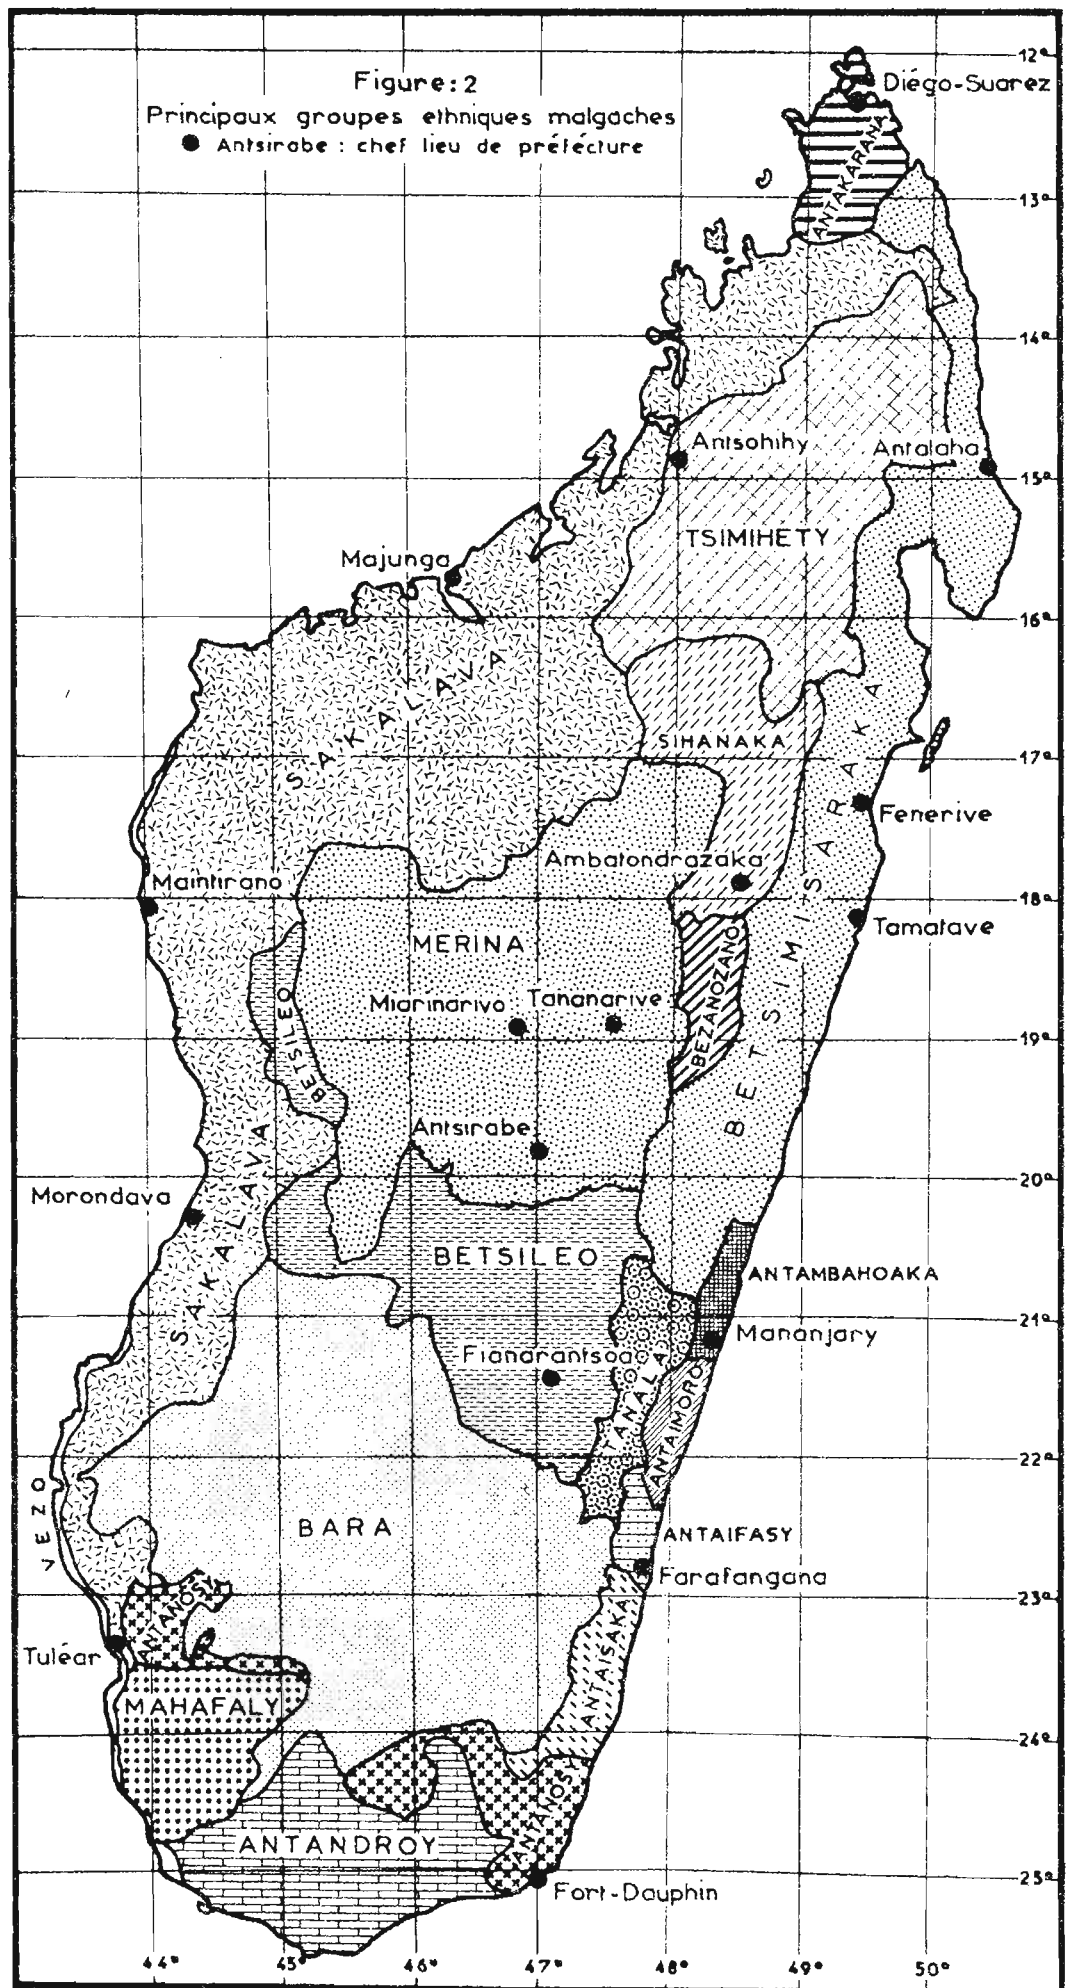 Figure:2
Principaux groupes ethniques malgaches
Antsirabe : chef lieu de préfécture
12°
Diégo-Suarez
ANTAKARANA
13°
14°
Antsohihy
Antalaha
15°
TSIMIHETY
Majunga
16°
SAKALAVA
SIHANAKA
17°
Fenerive
Ambatondrazaka
Maintirano
18°
Tamatave
BETSIMISARAKA
MERINA
BEZANOZANO
Miarinarivo
Tananarive
BETSILEO
19°
Antsirabe
20°
Morondava
SAKALAVA
BETSILEO
ANTAMBAHOAKA
21°
Mananjary
Fianarantsoa
TANALA
ANTAIMORO
22°
VEZO
BARA
ANTAIFASY
Farafangana
23°
ANTANOSY
Tuléar
ANTAISAKA
MAHAFALY
24°
ANTANOSY
ANTANDROY
25°
Fort-Dauphin
44° 45° 46° 47° 48° 49° 50°